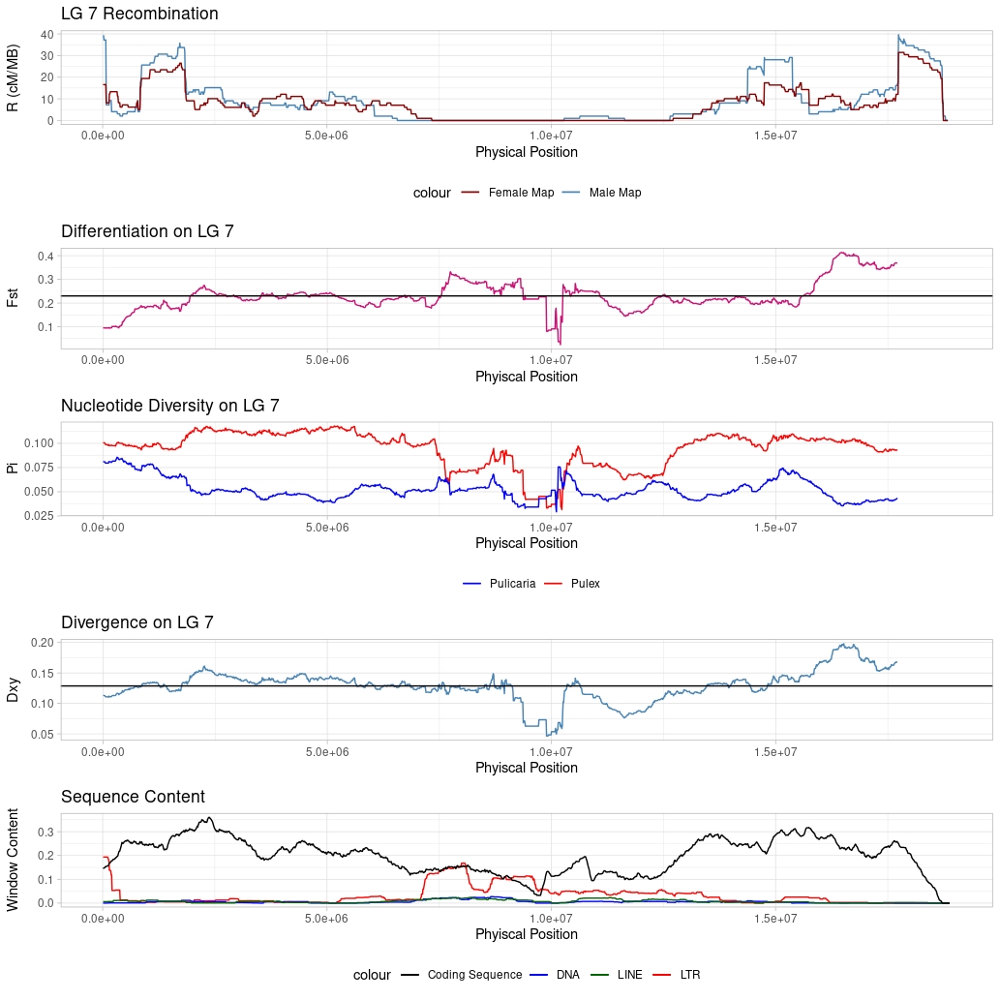 LG 7 Recombination
R (cM/MB)
40
30
20
10
0
0.0e+00 5.0e+06 1.0e+07 1.5e+07
Physical Position
colour Female Map Male Map
Differentiation on LG 7
Fst
0.4
0.3
0.2
0.1
0.0e+00 5.0e+06 1.0e+07 1.5e+07
Phyiscal Position
Nucleotide Diversity on LG 7
Pi
0.100
0.075
0.050
0.025
0.0e+00 5.0e+06 1.0e+07 1.5e+07
Phyiscal Position
Pulicaria Pulex
Divergence on LG 7
Dxy
0.20
0.15
0.10
0.05
0.0e+00 5.0e+06 1.0e+07 1.5e+07
Phyiscal Position
Sequence Content
Window Content
0.3
0.2
0.1
0.0
0.0e+00 5.0e+06 1.0e+07 1.5e+07
Phyiscal Position
colour Coding Sequence DNA LINE LTR